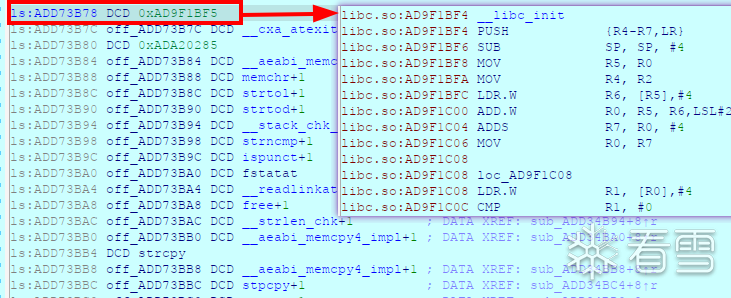 ls:ADD73B78 DCD 0xAD9F1BF5
ls:ADD73B7C off_ADD73B7C DCD __cxa_atexit
ls:ADD73B80 DCD 0xADA20285
ls:ADD73B84 off_ADD73B84 DCD __aeabi_memc
ls:ADD73B88 off_ADD73B88 DCD memchr+1
ls:ADD73B8C off_ADD73B8C DCD strtol+1
ls:ADD73B90 off_ADD73B90 DCD strtod+1
ls:ADD73B94 off_ADD73B94 DCD __stack_chk_
ls:ADD73B98 off_ADD73B98 DCD strncmp+1
ls:ADD73B9C off_ADD73B9C DCD ispunct+1
ls:ADD73BA0 off_ADD73BA0 DCD fstatat
ls:ADD73BA4 off_ADD73BA4 DCD __readlinkat
ls:ADD73BA8 off_ADD73BA8 DCD free+1
ls:ADD73BAC off_ADD73BAC DCD __strlen_chk+1 ; DATA XREF: sub_ADD34B94+8↑r
ls:ADD73BB0 off_ADD73BB0 DCD __aeabi_memcpy4_impl+1 ; DATA XREF: sub_ADD34BA0+8↑r
ls:ADD73BB4 DCD strcpy
ls:ADD73BB8 off_ADD73BB8 DCD __aeabi_memcpy4_impl+1 ; DATA XREF: sub_ADD34BB8+8↑r
ls:ADD73BBC off_ADD73BBC DCD stpcpy+1 ; DATA XREF: sub_ADD34BC4+8↑r
libc.so:AD9F1BF4 __libc_init
libc.so:AD9F1BF4 PUSH {R4-R7,LR}
libc.so:AD9F1BF6 SUB SP, SP, #4
libc.so:AD9F1BF8 MOV R5, R0
libc.so:AD9F1BFA MOV R4, R2
libc.so:AD9F1BFC LDR.W R6, [R5],#4
libc.so:AD9F1C00 ADD.W R0, R5, R6,LSL#2
libc.so:AD9F1C04 ADDS R7, R0, #4
libc.so:AD9F1C06 MOV R0, R7
libc.so:AD9F1C08
libc.so:AD9F1C08 loc_AD9F1C08
libc.so:AD9F1C08 LDR.W R1, [R0],#4
libc.so:AD9F1C0C CMP R1, #0
看雪